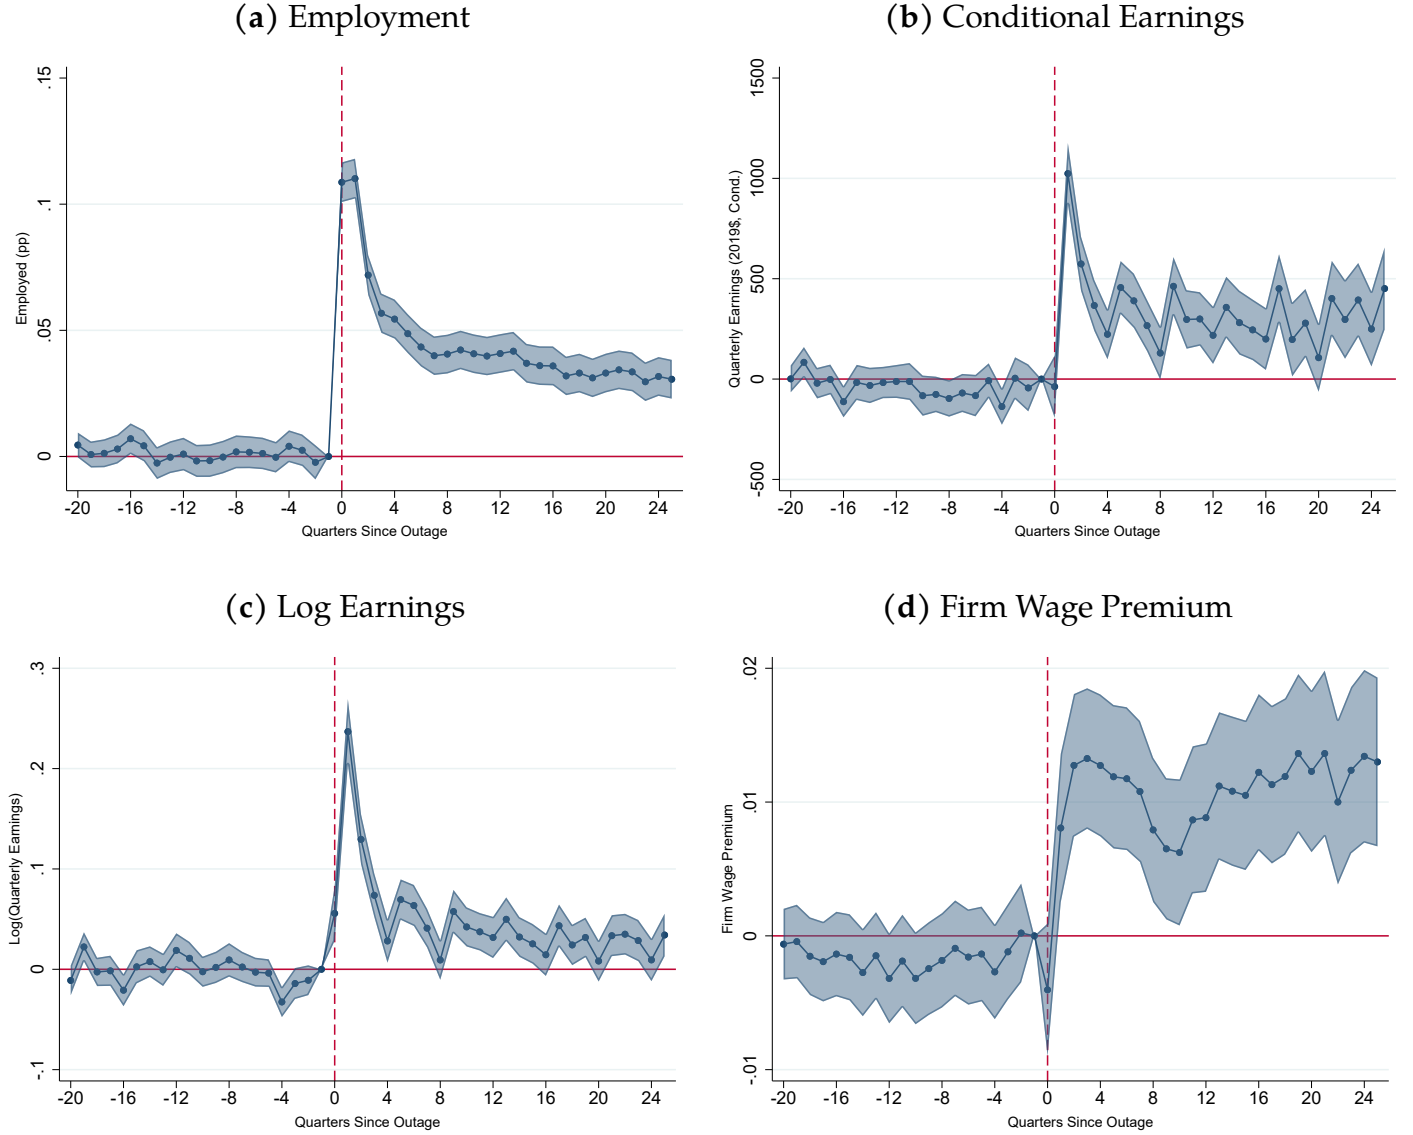 (a) Employment
.15
.1
.05
0
Employed (pp)
-20 -16 -12 -8 -4 0 4 8 12 16 20 24
Quarters Since Outage
(b) Conditional Earnings
1500
1000
500
0
-500
Quarterly Earnings (2019$, Cond.)
-20 -16 -12 -8 -4 0 4 8 12 16 20 24
Quarters Since Outage
(c) Log Earnings
.3
.2
.1
0
-.1
Log(Quarterly Earnings)
-20 -16 -12 -8 -4 0 4 8 12 16 20 24
Quarters Since Outage
(d) Firm Wage Premium
.02
.01
0
-.01
Firm Wage Premium
-20 -16 -12 -8 -4 0 4 8 12 16 20 24
Quarters Since Outage